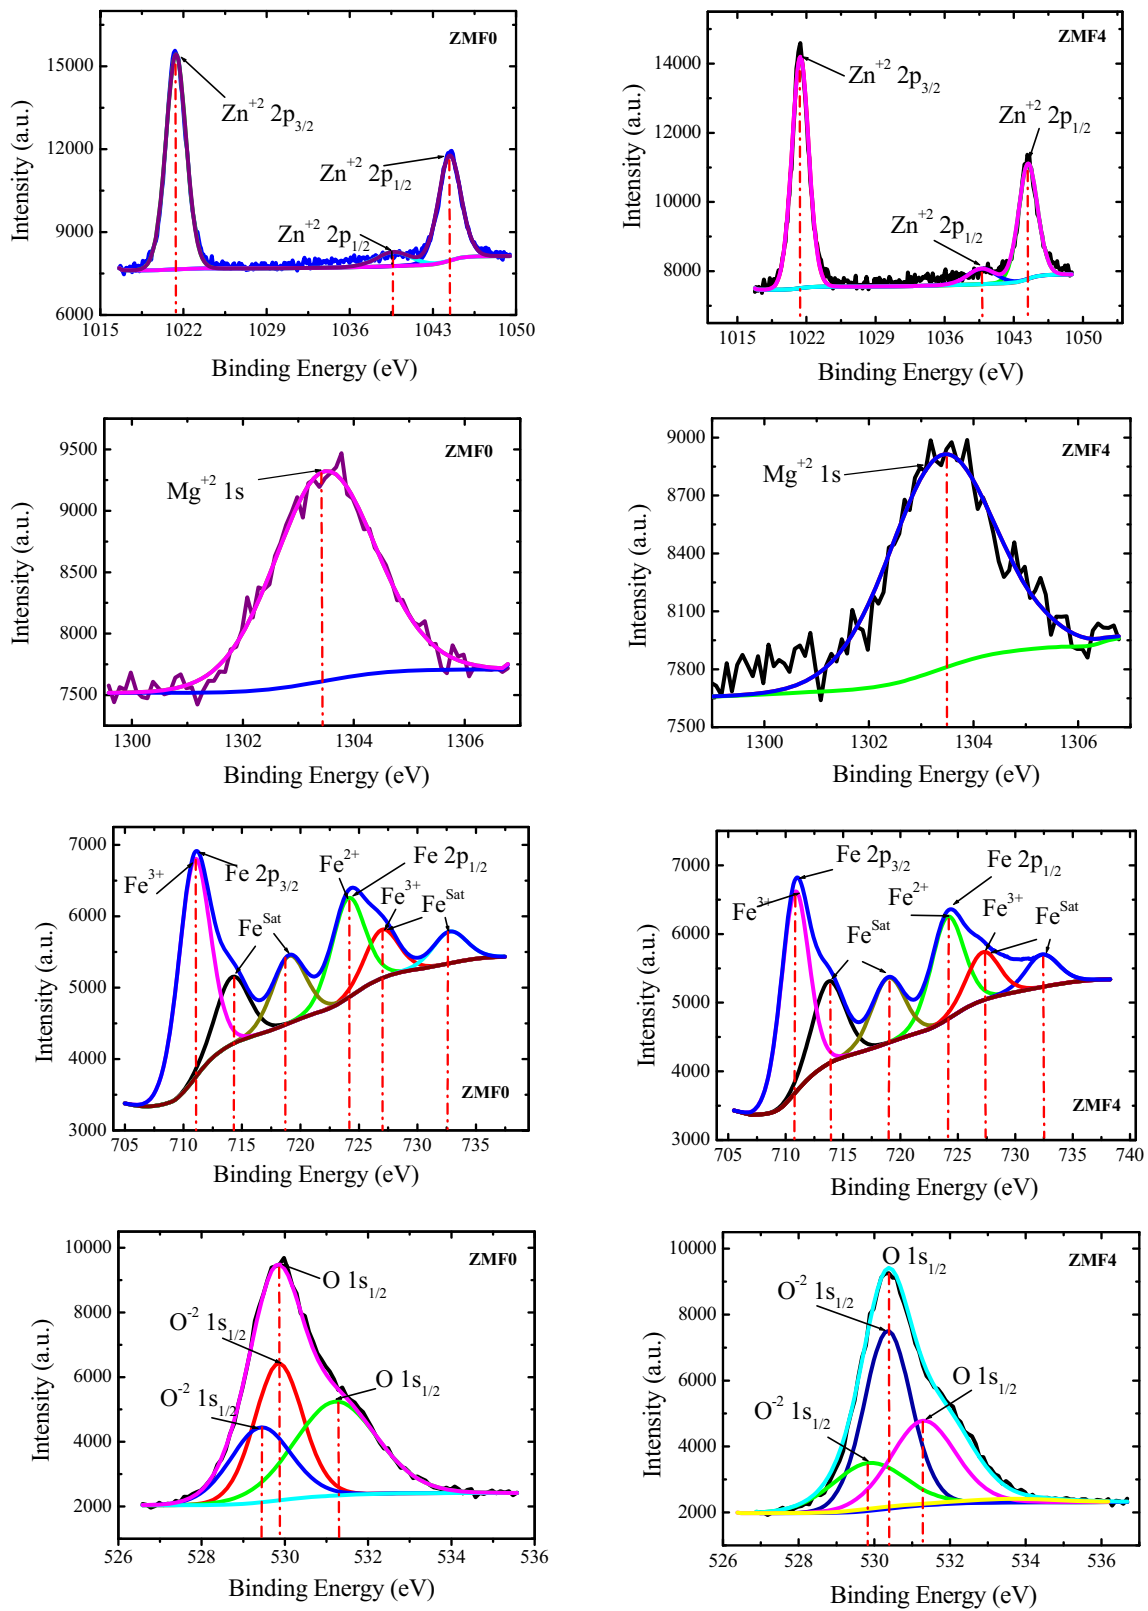 ZMF0
Zn+2 2p3/2
Zn+2 2p1/2
Zn+2 2p1/2
15000
12000
9000
6000
Intensity (a.u.)
1015 1022 1029 1036 1043 1050
Binding Energy (eV)
ZMF4
Zn+2 2p3/2
Zn+2 2p1/2
Zn+2 2p1/2
14000
12000
10000
8000
Intensity (a.u.)
1015 1022 1029 1036 1043 1050
Binding Energy (eV)
ZMF0
Mg+2 1s
9500
9000
8500
8000
7500
Intensity (a.u.)
1300 1302 1304 1306
Binding Energy (eV)
ZMF4
Mg+2 1s
9000
8700
8400
8100
7800
7500
Intensity (a.u.)
1300 1302 1304 1306
Binding Energy (eV)
Fe3+
Fe 2p3/2
Fe2+
Fe 2p1/2
Fe3+
FeSat
FeSat
7000
6000
5000
4000
3000
Intensity (a.u.)
ZMF0
705 710 715 720 725 730 735
Binding Energy (eV)
Fe 2p3/2
Fe 2p1/2
Fe3+
Fe2+
Fe3+
FeSat
FeSat
7000
6000
5000
4000
3000
Intensity (a.u.)
ZMF4
705 710 715 720 725 730 735 740
Binding Energy (eV)
ZMF0
O 1s1/2
O-2 1s1/2
O-2 1s1/2
O 1s1/2
10000
8000
6000
4000
2000
Intensity (a.u.)
526 528 530 532 534 536
Binding Energy (eV)
ZMF4
O 1s1/2
O-2 1s1/2
O 1s1/2
O-2 1s1/2
10000
8000
6000
4000
2000
Intensity (a.u.)
526 528 530 532 534 536
Binding Energy (eV)